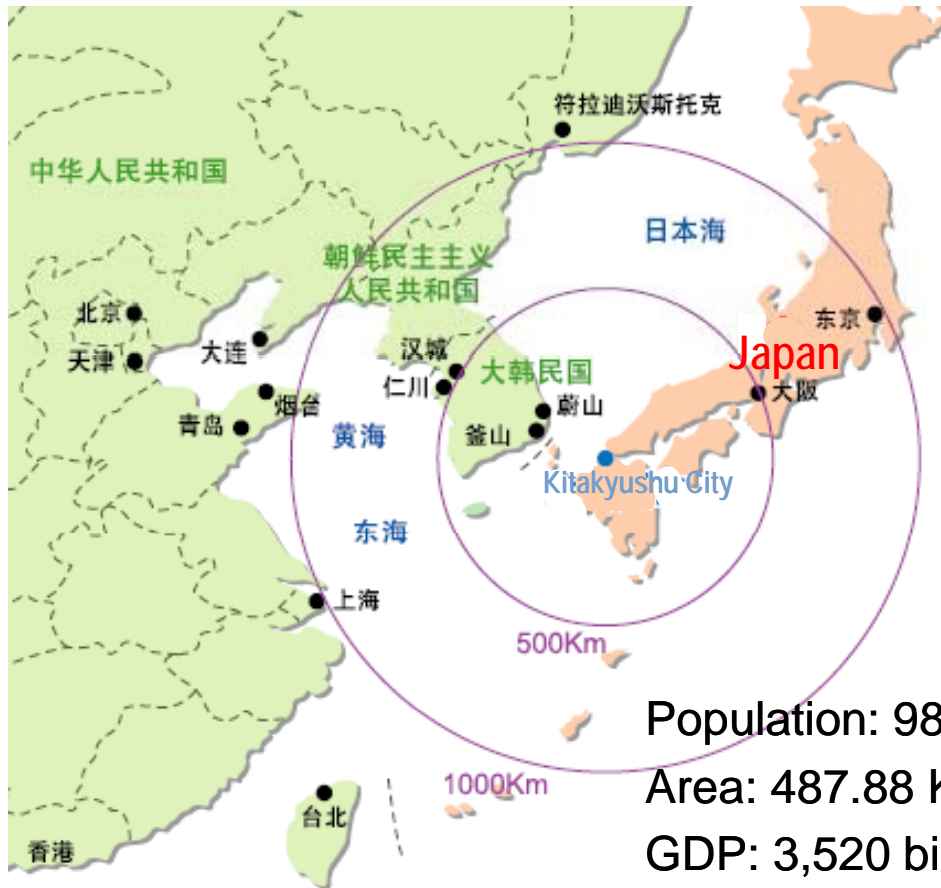 符拉迪沃斯托克
中华人民共和国
日本海
朝鲜民主主义
人民共和国
北京
东京
大连
汉城
Japan
天津
大韩民国
仁川
大阪
烟台
蔚山
青岛
黄海
釜山
Kitakyushu City
东海
上海
500Km
Population: 98
1000Km
Area: 487.88 K
台北
香港
GDP: 3,520 bi